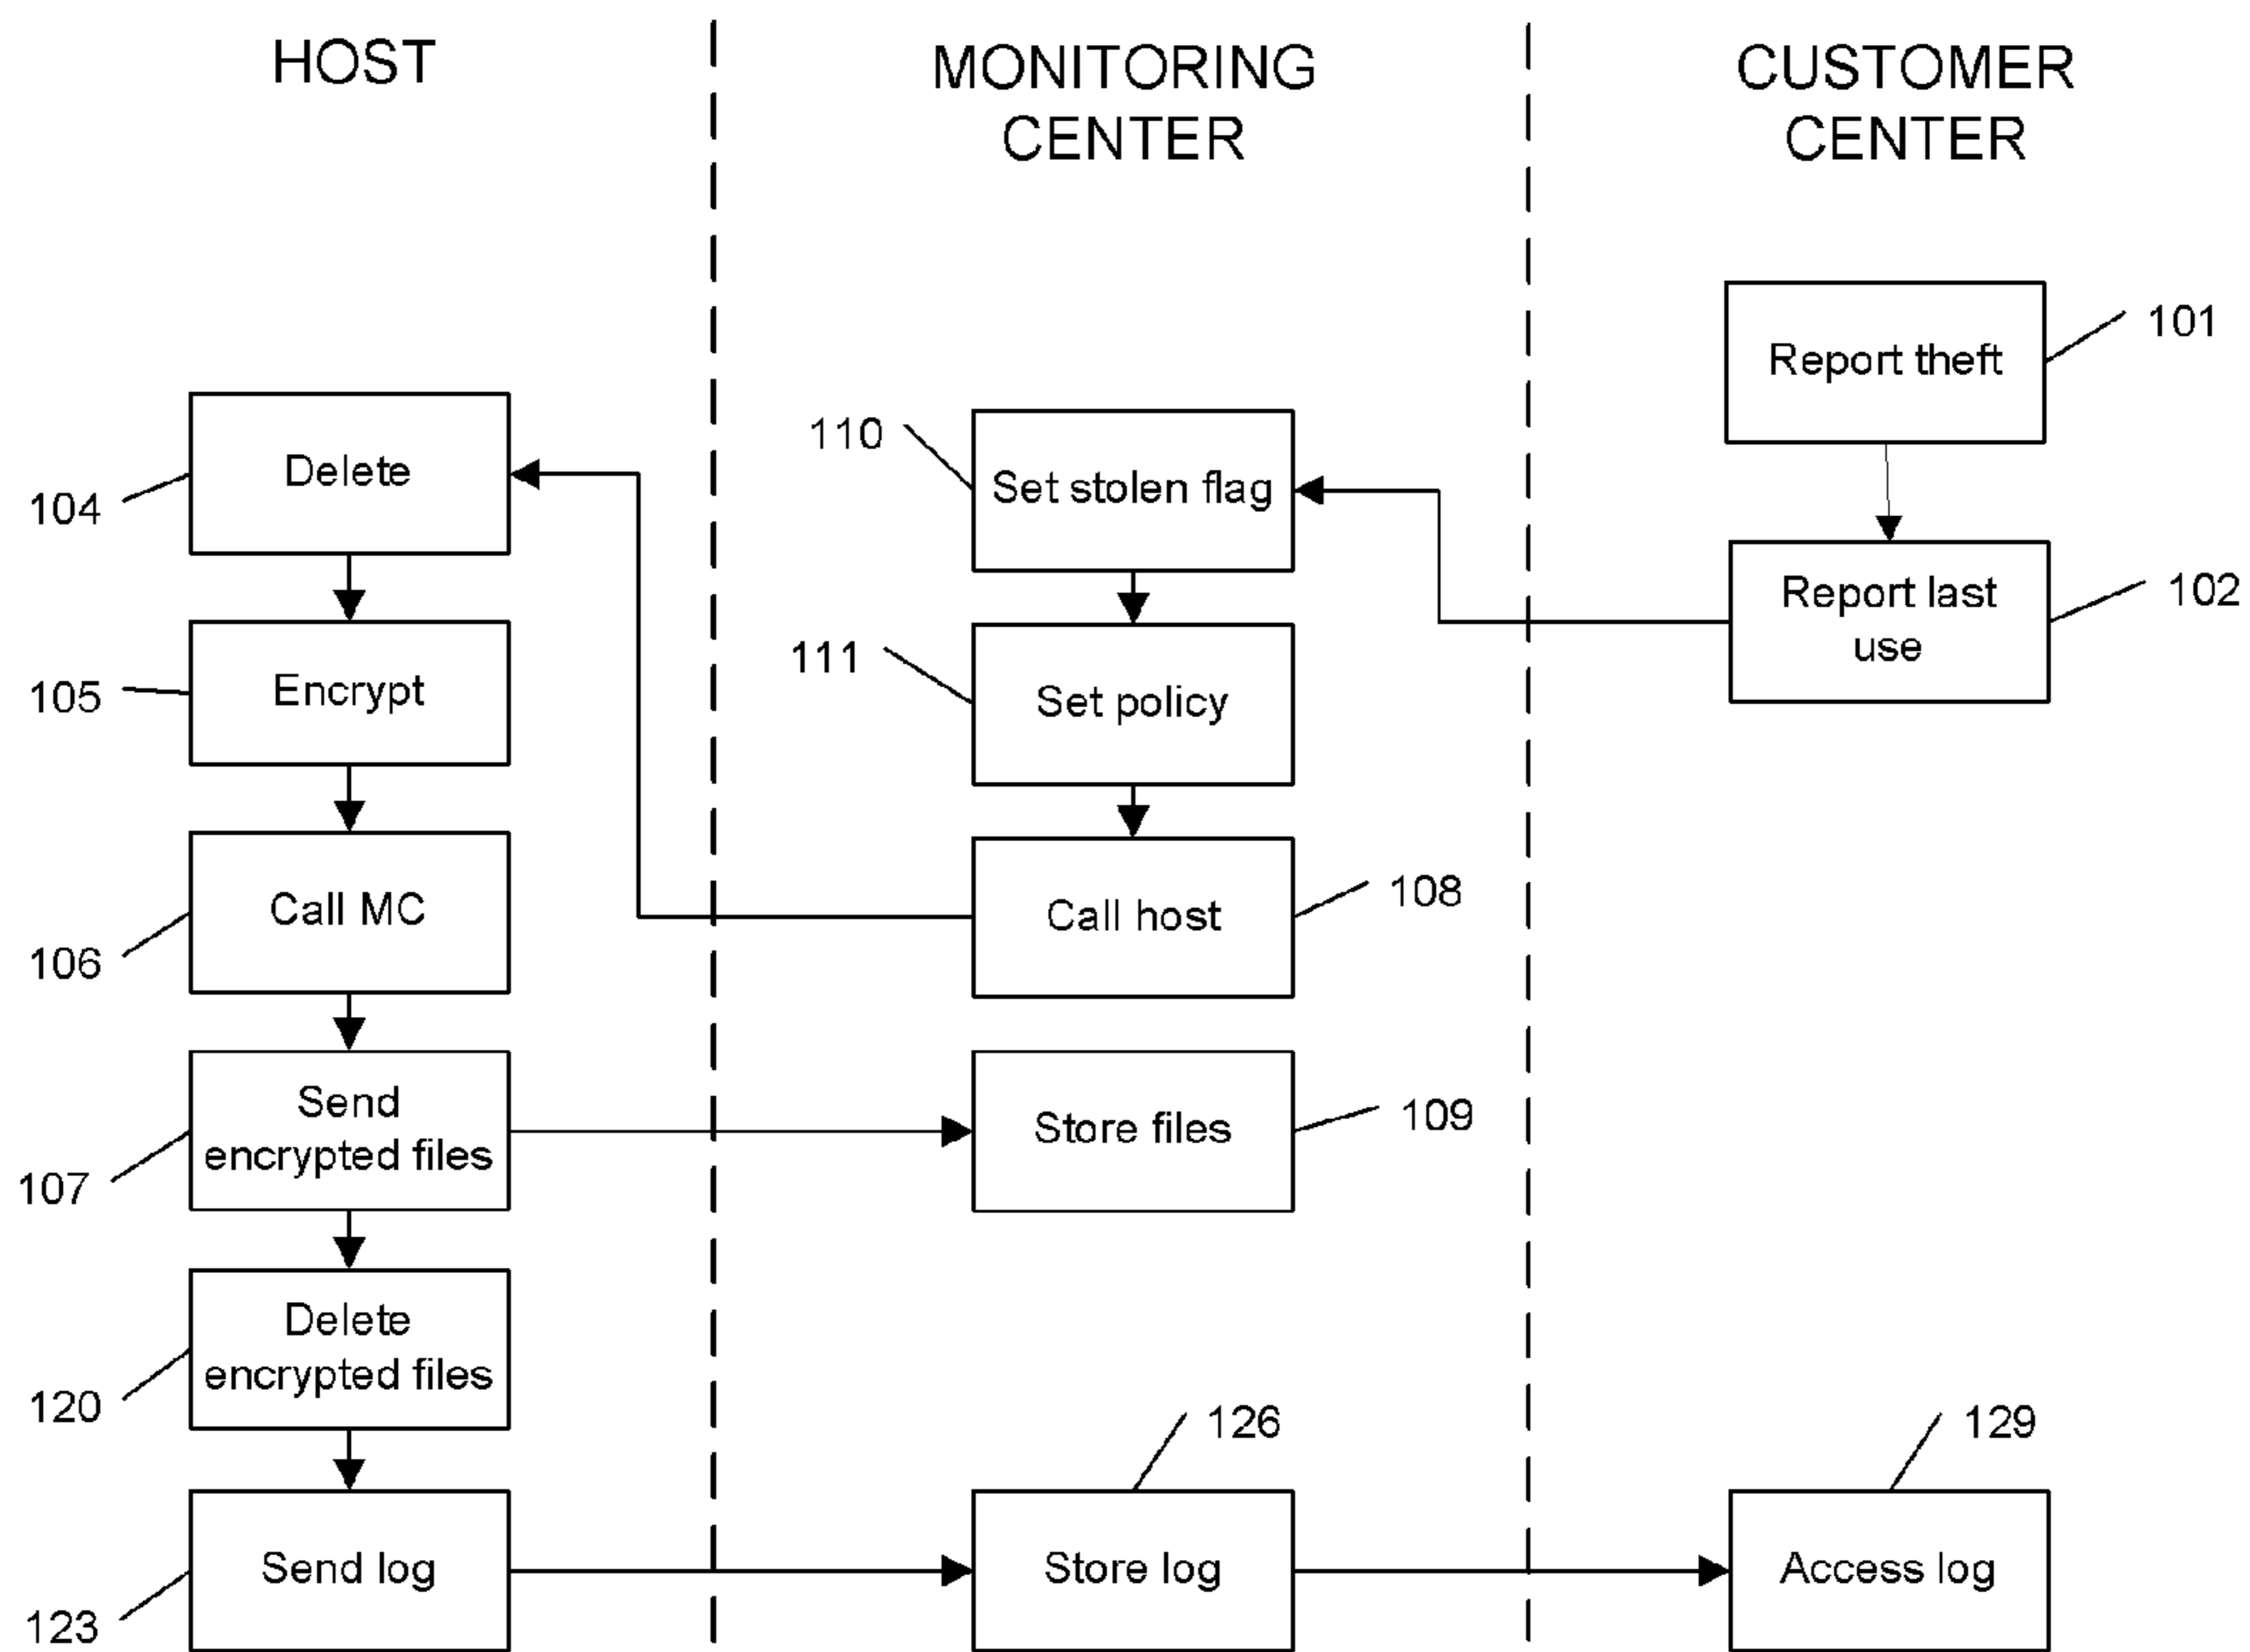 HOST
MONITORING
CENTER
CUSTOMER
CENTER
101
Report theft
110
Set stolen flag
Delete
104
102
Report last
use
111
Set policy
105
Encrypt
108
Call host
Call MC
106
Send
encrypted files
107
109
Store files
Delete
encrypted files
120
126
129
Send log
123
Store log
Access log